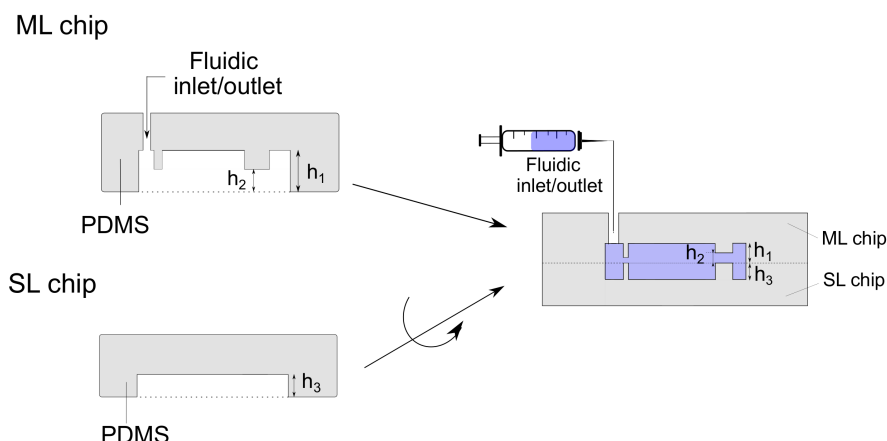 ML chip
Fluidic
inlet/outlet
h₂
h₁
PDMS
SL chip
h₃
PDMS
Fluidic
inlet/outlet
h₂
h₁
h₃
ML chip
SL chip